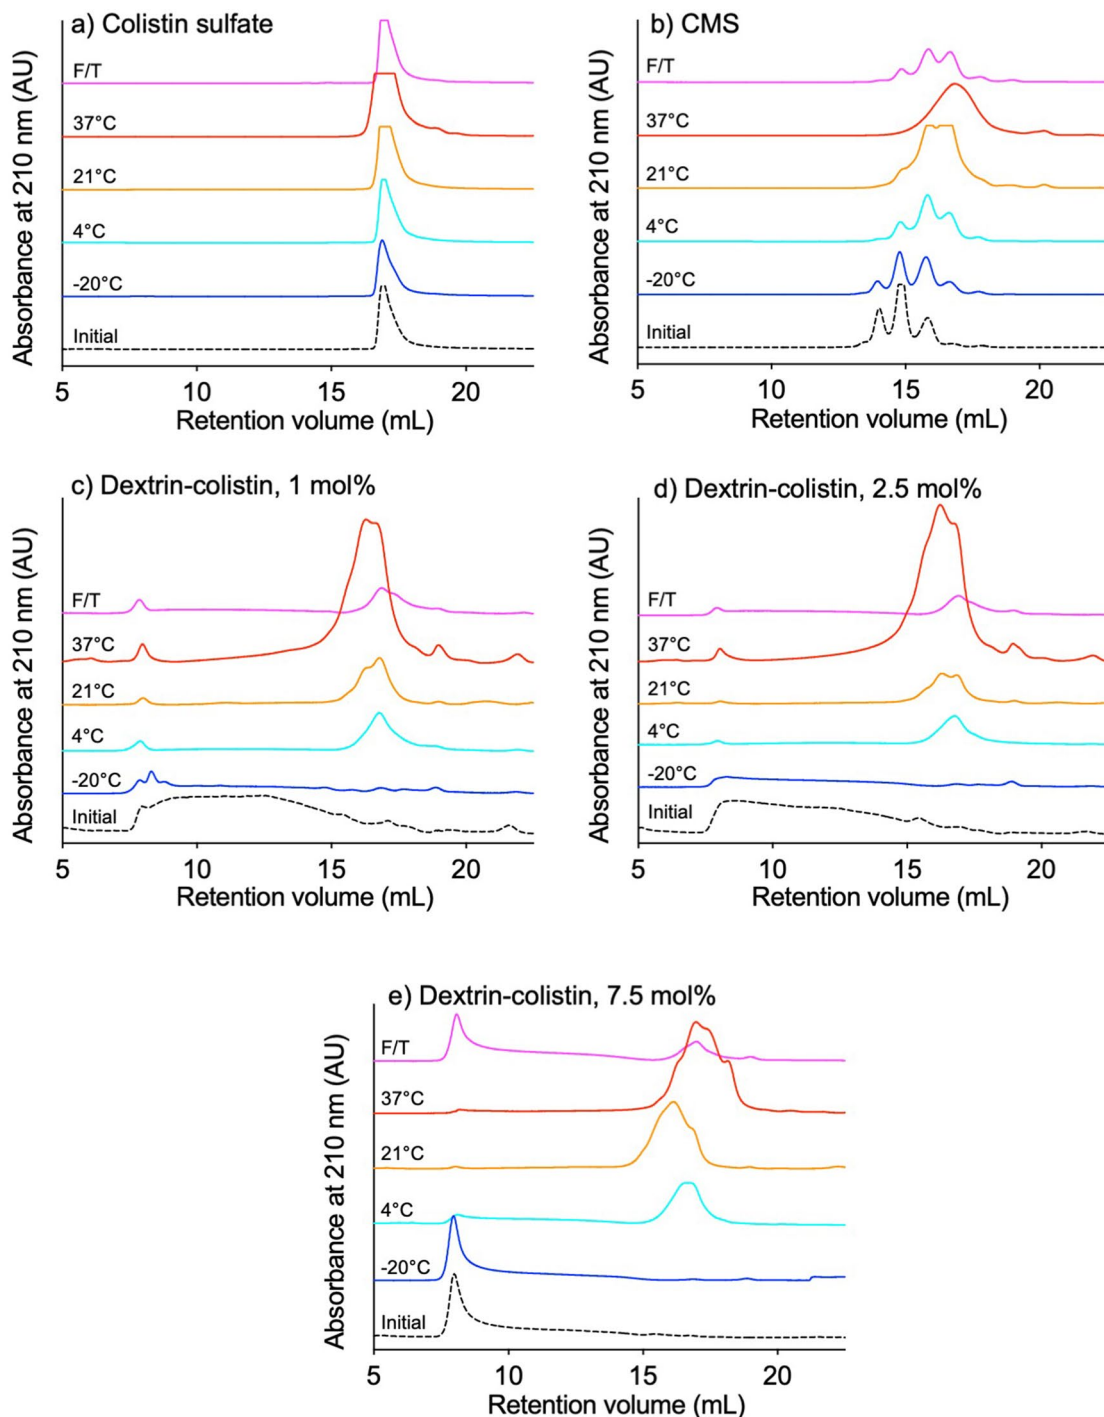 a) Colistin sulfate
Absorbance at 210 nm (AU)
F/T
37°C
21°C
4°C
-20°C
Initial
5 10 15 20
Retention volume (mL)
b) CMS
Absorbance at 210 nm (AU)
F/T
37°C
21°C
4°C
-20°C
Initial
5 10 15 20
Retention volume (mL)
c) Dextrin-colistin, 1 mol%
Absorbance at 210 nm (AU)
F/T
37°C
21°C
4°C
-20°C
Initial
5 10 15 20
Retention volume (mL)
d) Dextrin-colistin, 2.5 mol%
Absorbance at 210 nm (AU)
F/T
37°C
21°C
4°C
-20°C
Initial
5 10 15 20
Retention volume (mL)
e) Dextrin-colistin, 7.5 mol%
Absorbance at 210 nm (AU)
F/T
37°C
21°C
4°C
-20°C
Initial
5 10 15 20
Retention volume (mL)